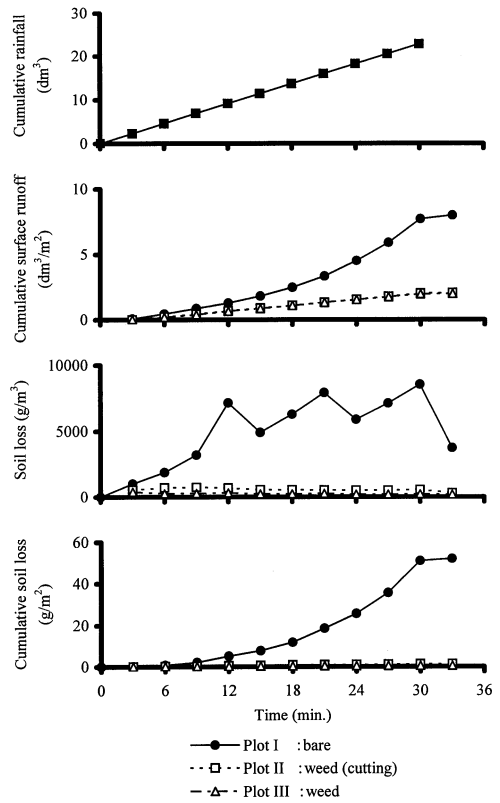 Cumulative rainfall
(dm³)
30
20
10
0
Cumulative surface runoff
(dm³/m²)
10
5
0
Soil loss (g/m³)
10000
5000
0
Cumulative soil loss
(g/m²)
60
40
20
0
0 6 12 18 24 30 36
Time (min.)
Plot I : bare
Plot II : weed (cutting)
Plot III : weed